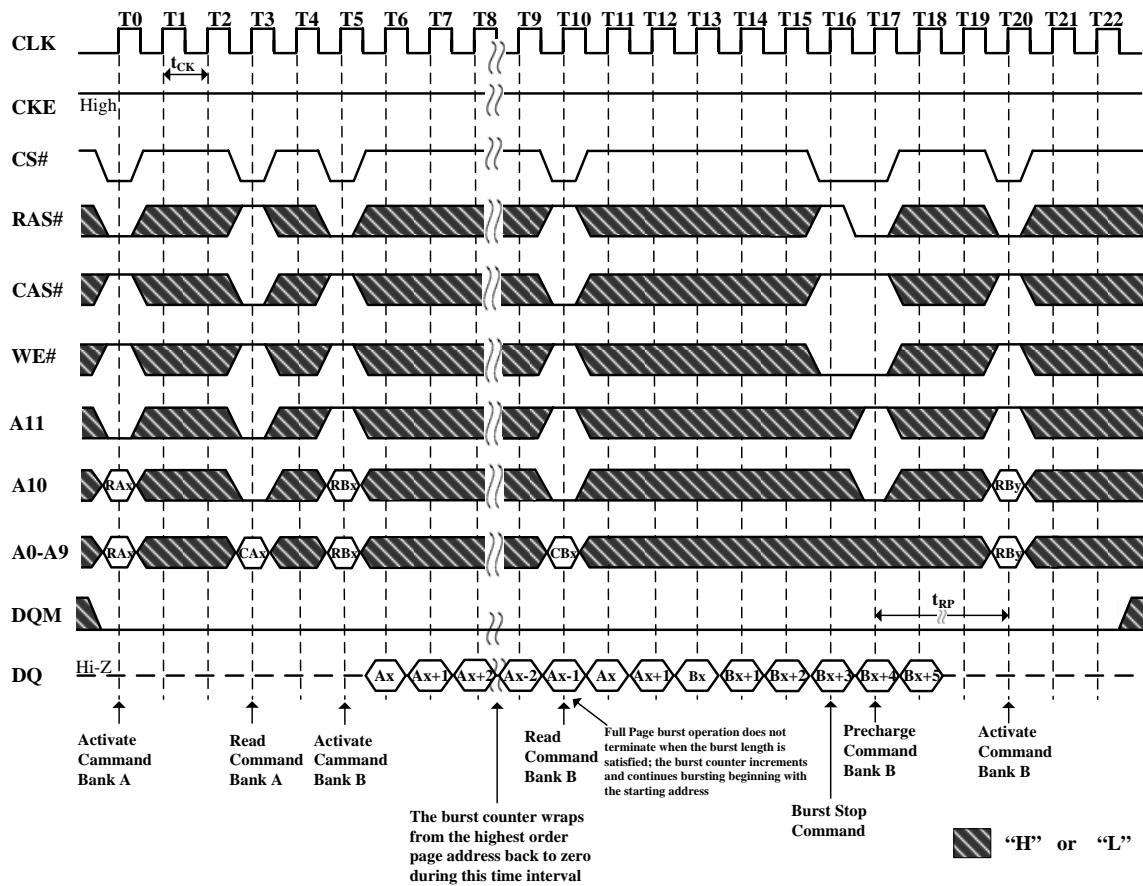 T0 T1 T2 T3 T4 T5 T6 T7 T8 T9 T10 T11 T12 T13 T14 T15 T16 T17 T18 T19 T20 T21 T22
CLK
tCK
CKE High
CS#
RAS#
CAS#
WE#
A11
A10 RAx RBx RBy
A0-A9 RAx CAx RBx CBx RBy
DQM tRP
DQ Hi-Z Ax Ax+1 Ax+2 Ax-2 Ax-1 Ax Ax+1 Bx Bx+1 Bx+2 Bx+3 Bx+4 Bx+5
Activate
Cammand
Bank A
Read
Cammand
Bank A
Activate
Cammand
Bank B
Read
Command
Bank B
Full Page burst operation does not
terminate when the burst length is
satisfied; the burst counter increments
and continues bursting beginning with
the starting address
Precharge
Command
Bank B
Activate
Command
Bank B
The burst counter wraps
from the highest order
page address back to zero
during this time interval
Burst Stop
Command
“H” or “L”